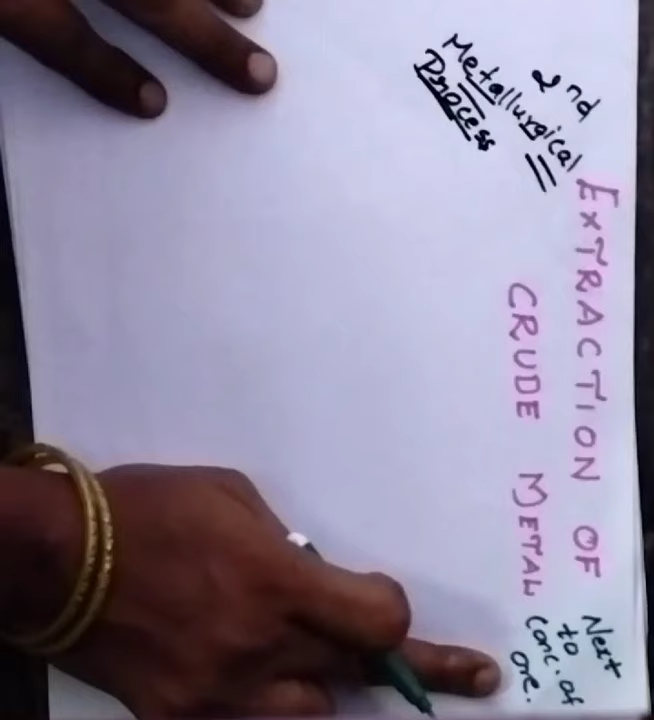 2nd
Metallurgical
Process
EXTRACTION OF
CRUDE METAL
Next
to
Conc. of
ore.